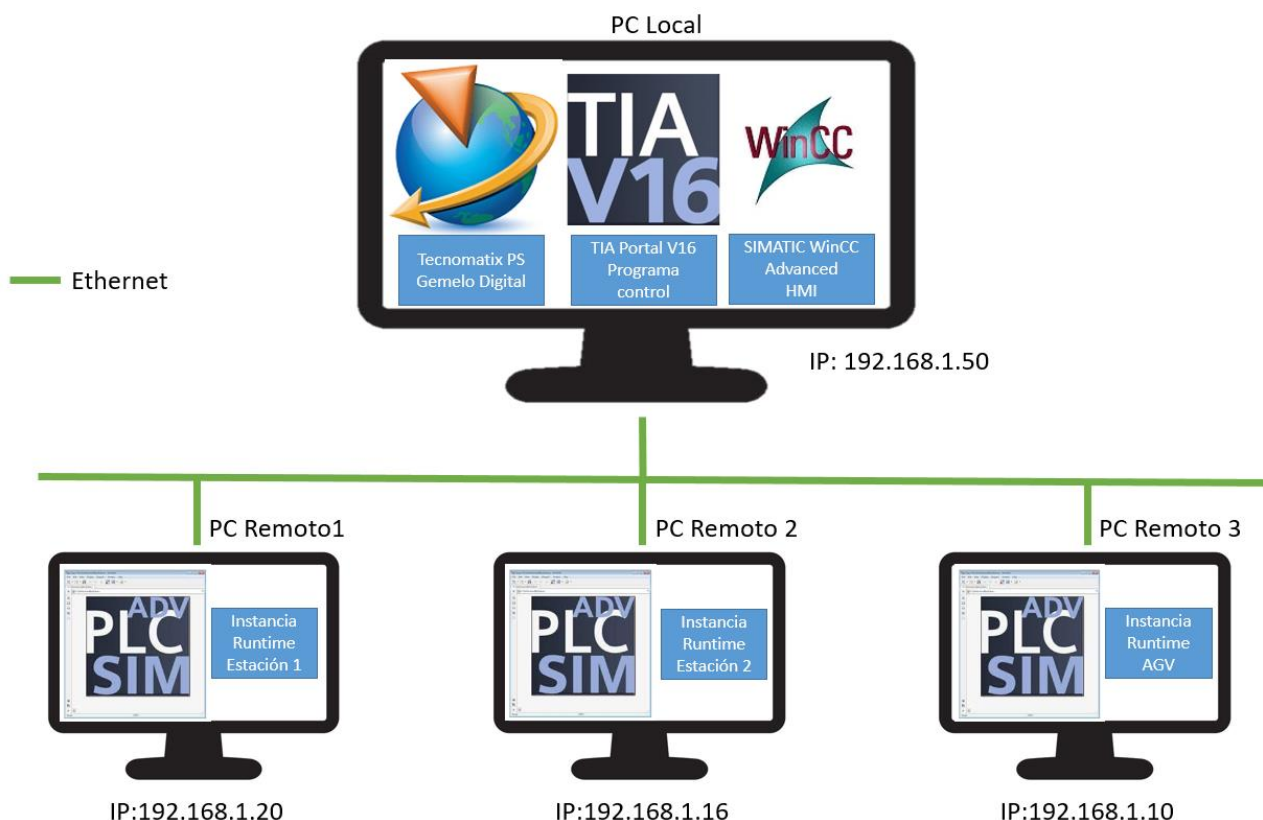 PC Local
TIA
V16
WinCC
Tecnomatix PS
Gemelo Digital
TIA Portal V16
Programa
control
SIMATIC WinCC
Advanced
HMI
Ethernet
IP: 192.168.1.50
PC Remoto1
PC Remoto 2
PC Remoto 3
ADV
PLC
SIM
Instancia
Runtime
Estación 1
ADV
PLC
SIM
Instancia
Runtime
Estación 2
ADV
PLC
SIM
Instancia
Runtime
AGV
IP:192.168.1.20
IP:192.168.1.16
IP:192.168.1.10